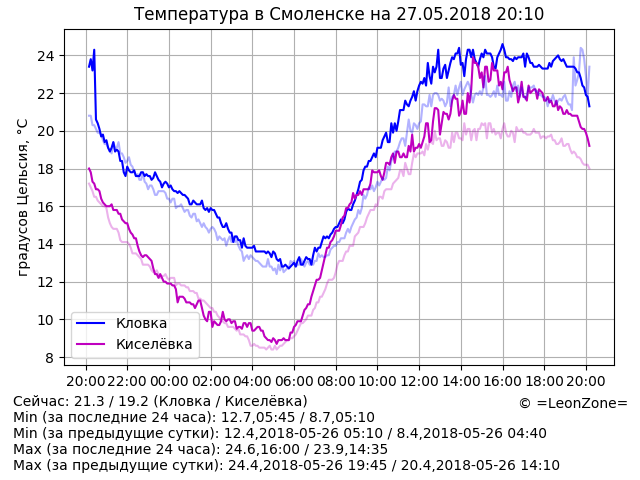 Температура в Смоленске на 27.05.2018 20:10
градусов Цельсия, °C
24
22
20
18
16
14
12
10
8
Кловка
Киселёвка
20:00 22:00 00:00 02:00 04:00 06:00 08:00 10:00 12:00 14:00 16:00 18:00 20:00
Сейчас: 21.3 / 19.2 (Кловка / Киселёвка)
© =LeonZone=
Min (за последние 24 часа): 12.7,05:45 / 8.7,05:10
Min (за предыдущие сутки): 12.4,2018-05-26 05:10 / 8.4,2018-05-26 04:40
Max (за последние 24 часа): 24.6,16:00 / 23.9,14:35
Max (за предыдущие сутки): 24.4,2018-05-26 19:45 / 20.4,2018-05-26 14:10